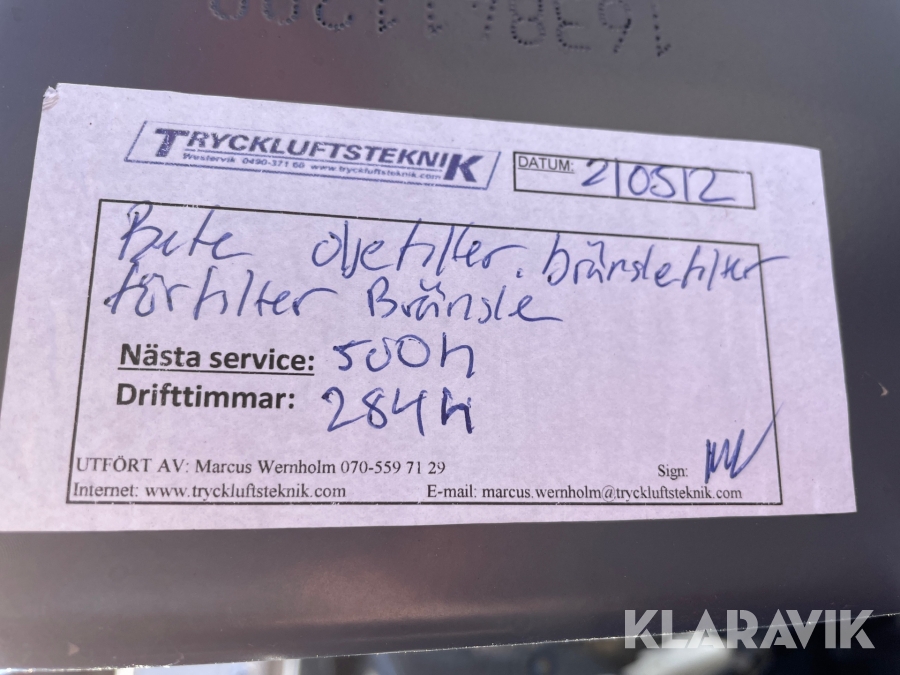 TRYCKLUFTSTEKNIK
Westervik 0490-371 60 www.tryckluftsteknik.com
DATUM: 210512
Byte oljefilter. bränslefilter
förfilter Bränsle
Nästa service: 500h
Drifttimmar: 284h
UTFÖRT AV: Marcus Wernholm 070-559 71 29
Sign:
Internet: www.tryckluftsteknik.com
E-mail: marcus.wernholm@tryckluftsteknik.com
KLARAVIK